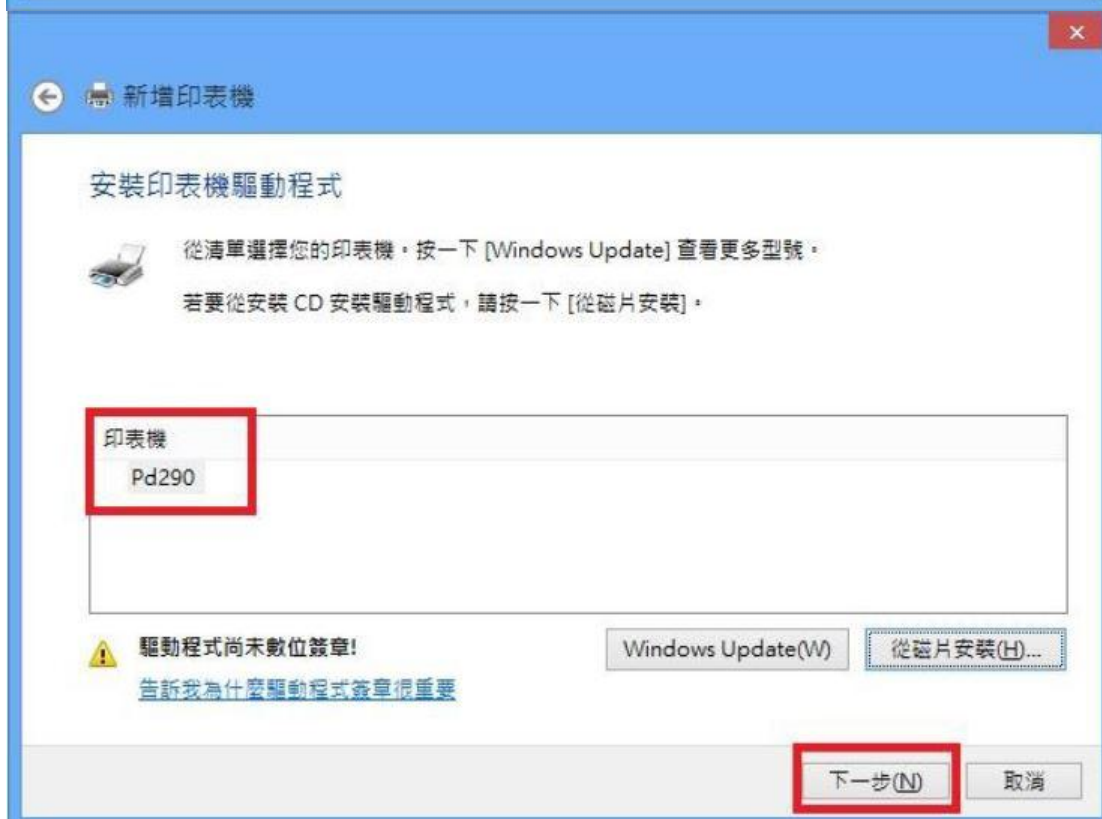 新增印表機
安裝印表機驅動程式
從清單選擇您的印表機。按一下 [Windows Update] 查看更多型號。
若要從安裝 CD 安裝驅動程式，請按一下 [從磁片安裝]。
印表機
Pd290
驅動程式尚未數位簽章!
Windows Update(W)
從磁片安裝(H)...
告訴我為什麼驅動程式簽章很重要
下一步(N)
取消